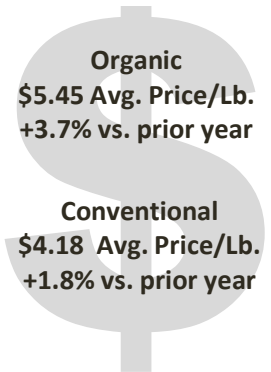 Organic
$5.45 Avg. Price/Lb.
+3.7% vs. prior year
Conventional
$4.18 Avg. Price/Lb.
+1.8% vs. prior year